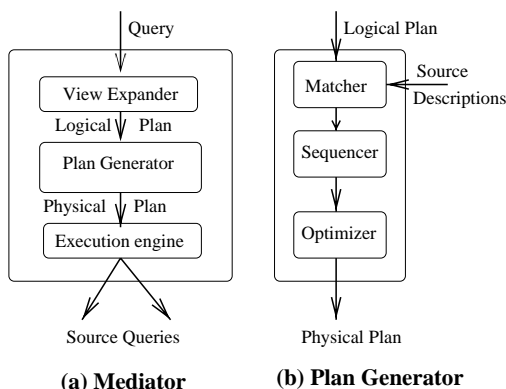 Query
View Expander
Logical Plan
Plan Generator
Physical Plan
Execution engine
Source Queries
(a) Mediator
Logical Plan
Matcher
Source
Descriptions
Sequencer
Optimizer
Physical Plan
(b) Plan Generator